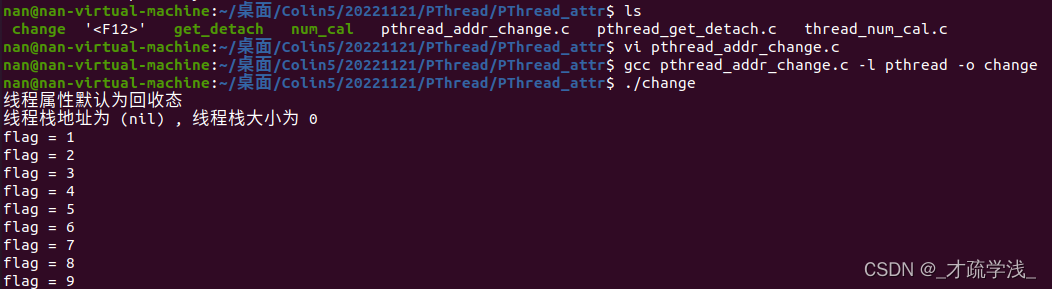 nan@nan-virtual-machine:~/桌面/Colin5/20221121/PThread/PThread_attr$ ls
change '<F12>' get_detach num_cal pthread_addr_change.c pthread_get_detach.c thread_num_cal.c
nan@nan-virtual-machine:~/桌面/Colin5/20221121/PThread/PThread_attr$ vi pthread_addr_change.c
nan@nan-virtual-machine:~/桌面/Colin5/20221121/PThread/PThread_attr$ gcc pthread_addr_change.c -l pthread -o change
nan@nan-virtual-machine:~/桌面/Colin5/20221121/PThread/PThread_attr$ ./change
线程属性默认为回收态
线程栈地址为 (nil) , 线程栈大小为 0
flag = 1
flag = 2
flag = 3
flag = 4
flag = 5
flag = 6
flag = 7
flag = 8
flag = 9
CSDN @_才疏学浅_